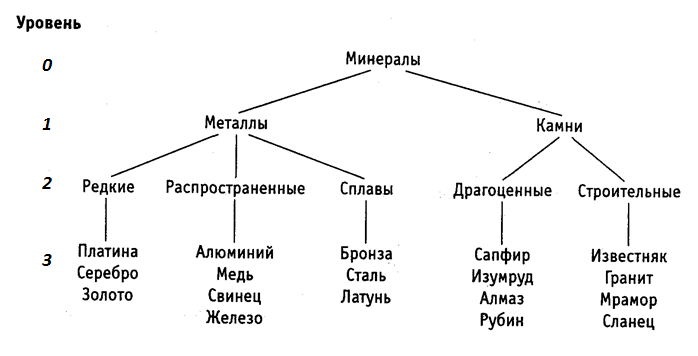 Уровень
0 Минералы
1 Металлы Камни
2 Редкие Распространенные Сплавы Драгоценные Строительные
3 Платина Алюминий Бронза Сапфир Известняк
Серебро Медь Сталь Изумруд Гранит
Золото Свинец Латунь Алмаз Мрамор
Железо Рубин Сланец